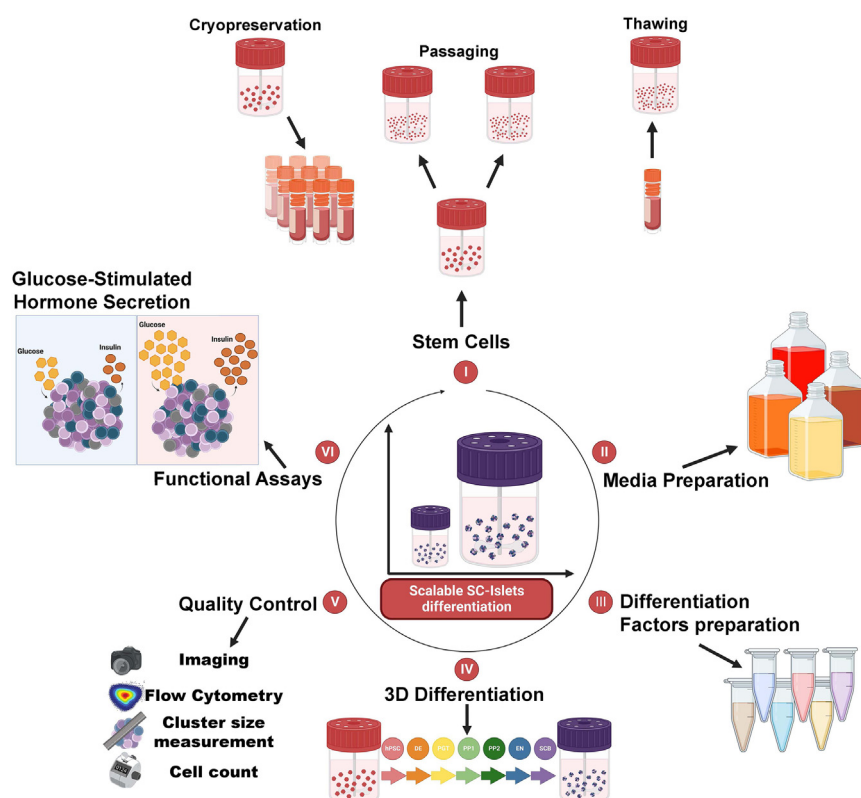 Cryopreservation
Passaging
Thawing
Glucose-Stimulated
Hormone Secretion
Glucose
Insulin
Glucose
Insulin
Stem Cells
I
II
Media Preparation
III
Differentiation
Factors preparation
IV
3D Differentiation
hPSC
DE
PGT
PP1
PP2
EN
SCB
V
Quality Control
Imaging
Flow Cytometry
Cluster size
measurement
Cell count
VI
Functional Assays
Scalable SC-Islets
differentiation